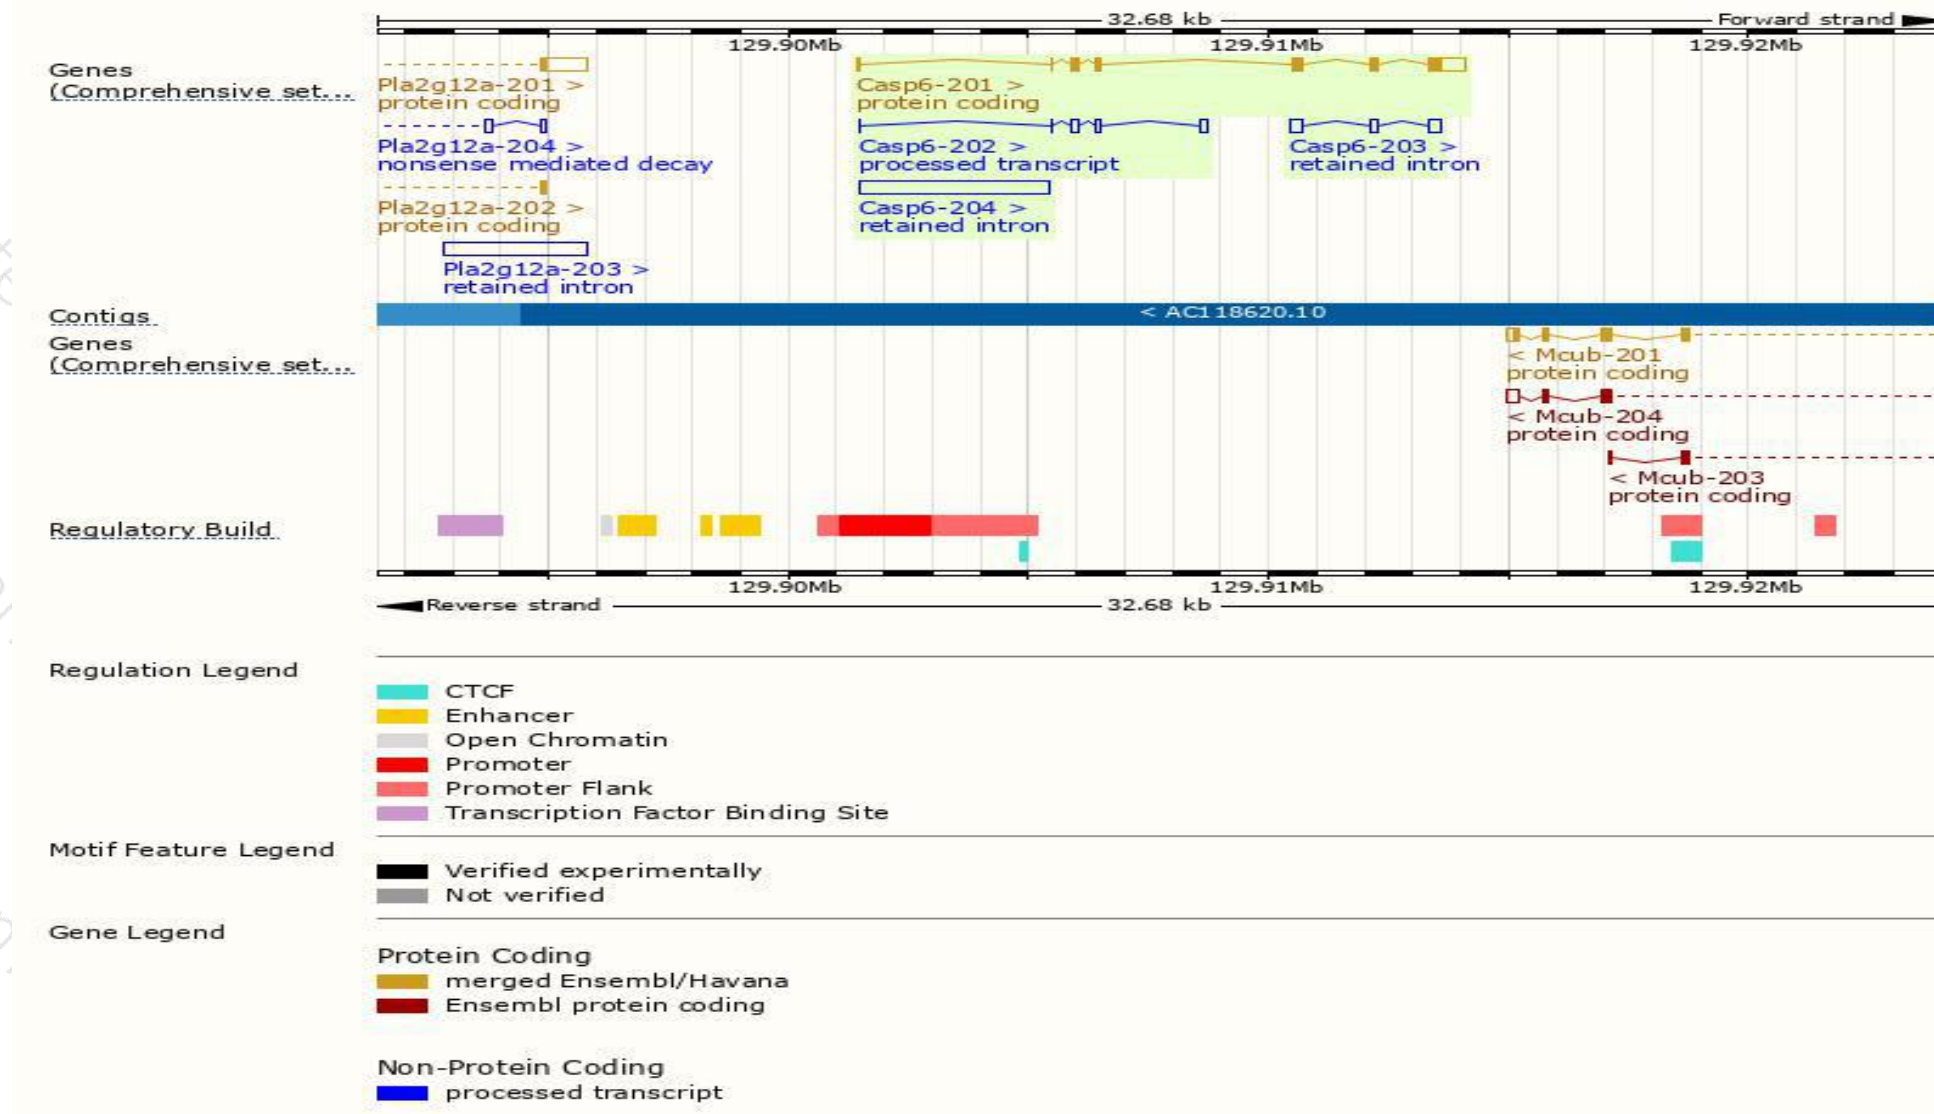 32.68 kb
Forward strand
129.90Mb 129.91Mb 129.92Mb
Genes
(Comprehensive set...
Pla2g12a-201 >
protein coding
Casp6-201 >
protein coding
Pla2g12a-204 >
nonsense mediated decay
Casp6-202 >
processed transcript
Casp6-203 >
retained intron
Pla2g12a-202 >
protein coding
Casp6-204 >
retained intron
Pla2g12a-203 >
retained intron
Contigs
< AC118620.10
Genes
(Comprehensive set...
< Mcub-201
protein coding
< Mcub-204
protein coding
< Mcub-203
protein coding
Regulatory Build
129.90Mb 129.91Mb 129.92Mb
Reverse strand
32.68 kb
Regulation Legend
CTCF
Enhancer
Open Chromatin
Promoter
Promoter Flank
Transcription Factor Binding Site
Motif Feature Legend
Verified experimentally
Not verified
Gene Legend
Protein Coding
merged Ensembl/Havana
Ensembl protein coding
Non-Protein Coding
processed transcript